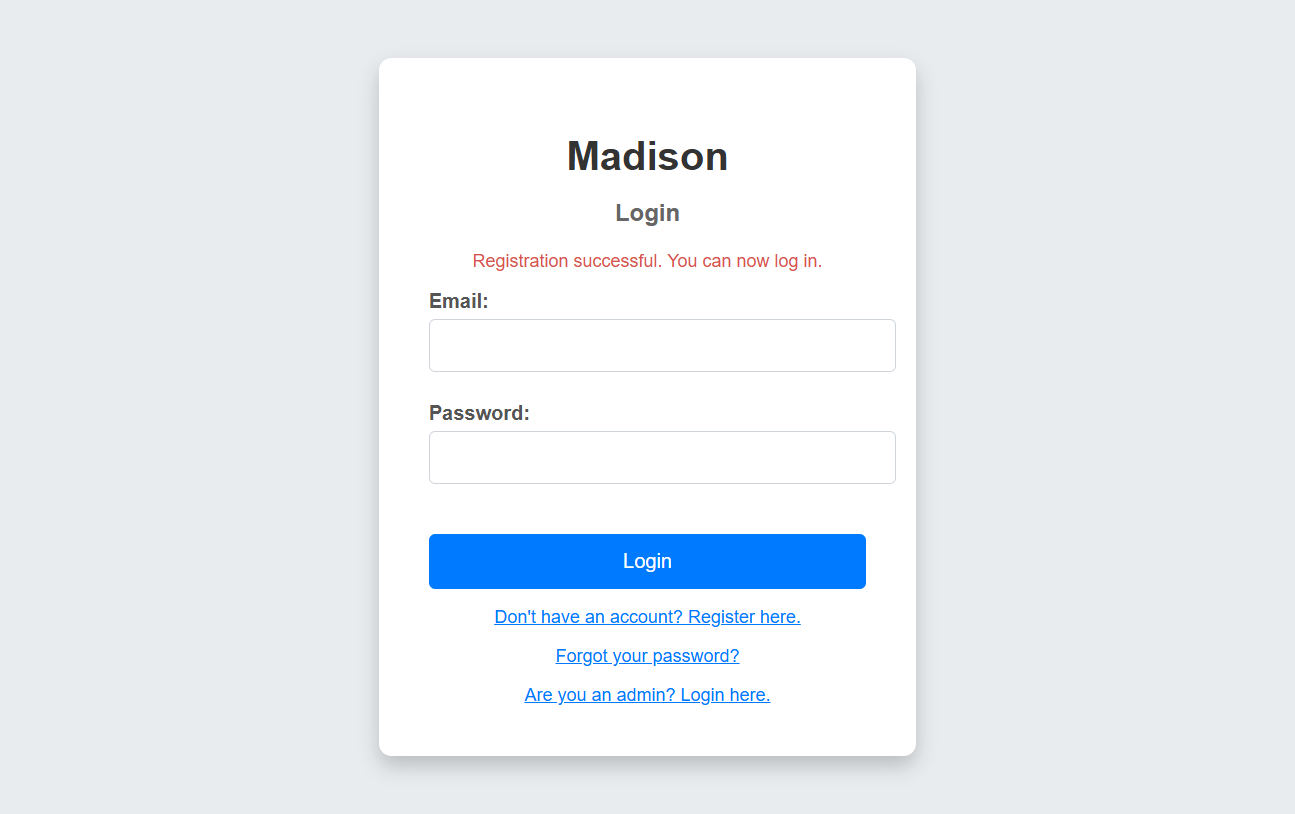 Madison
Login
Registration successful. You can now log in.
Email:
Password:
Login
Don't have an account? Register here.
Forgot your password?
Are you an admin? Login here.